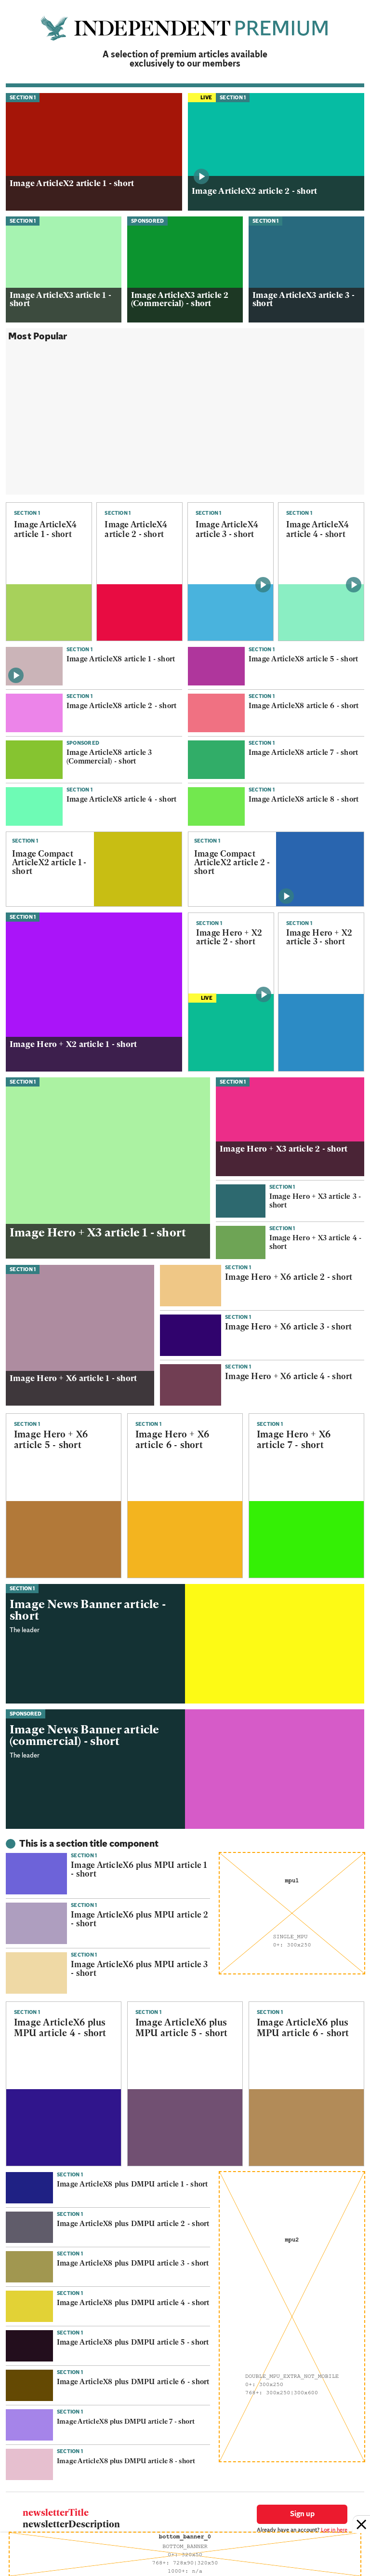 INDEPENDENT PREMIUM
A selection of premium articles available
exclusively to our members
SECTION 1
Image ArticleX2 article 1 - short
LIVE SECTION 1
Image ArticleX2 article 2 - short
SECTION 1
Image ArticleX3 article 1 -
short
SPONSORED
Image ArticleX3 article 2
(Commercial) - short
SECTION 1
Image ArticleX3 article 3 -
short
Most Popular
SECTION 1
Image ArticleX4
article 1 - short
SECTION 1
Image ArticleX4
article 2 - short
SECTION 1
Image ArticleX4
article 3 - short
SECTION 1
Image ArticleX4
article 4 - short
SECTION 1
Image ArticleX8 article 1 - short
SECTION 1
Image ArticleX8 article 2 - short
SPONSORED
Image ArticleX8 article 3
(Commercial) - short
SECTION 1
Image ArticleX8 article 4 - short
SECTION 1
Image ArticleX8 article 5 - short
SECTION 1
Image ArticleX8 article 6 - short
SECTION 1
Image ArticleX8 article 7 - short
SECTION 1
Image ArticleX8 article 8 - short
SECTION 1
Image Compact
ArticleX2 article 1 -
short
SECTION 1
Image Compact
ArticleX2 article 2 -
short
SECTION 1
Image Hero + X2 article 1 - short
SECTION 1
Image Hero + X2
article 2 - short
LIVE
SECTION 1
Image Hero + X2
article 3 - short
SECTION 1
Image Hero + X3 article 1 - short
SECTION 1
Image Hero + X3 article 2 - short
SECTION 1
Image Hero + X3 article 3 -
short
SECTION 1
Image Hero + X3 article 4 -
short
SECTION 1
Image Hero + X6 article 1 - short
SECTION 1
Image Hero + X6 article 2 - short
SECTION 1
Image Hero + X6 article 3 - short
SECTION 1
Image Hero + X6 article 4 - short
SECTION 1
Image Hero + X6
article 5 - short
SECTION 1
Image Hero + X6
article 6 - short
SECTION 1
Image Hero + X6
article 7 - short
SECTION 1
Image News Banner article -
short
The leader
SPONSORED
Image News Banner article
(commercial) - short
The leader
This is a section title component
SECTION 1
Image ArticleX6 plus MPU article 1
- short
SECTION 1
Image ArticleX6 plus MPU article 2
- short
SECTION 1
Image ArticleX6 plus MPU article 3
- short
mpu1
SINGLE_MPU
0+: 300x250
SECTION 1
Image ArticleX6 plus
MPU article 4 - short
SECTION 1
Image ArticleX6 plus
MPU article 5 - short
SECTION 1
Image ArticleX6 plus
MPU article 6 - short
SECTION 1
Image ArticleX8 plus DMPU article 1 - short
SECTION 1
Image ArticleX8 plus DMPU article 2 - short
SECTION 1
Image ArticleX8 plus DMPU article 3 - short
SECTION 1
Image ArticleX8 plus DMPU article 4 - short
SECTION 1
Image ArticleX8 plus DMPU article 5 - short
SECTION 1
Image ArticleX8 plus DMPU article 6 - short
SECTION 1
Image ArticleX8 plus DMPU article 7 - short
SECTION 1
Image ArticleX8 plus DMPU article 8 - short
mpu2
DOUBLE_MPU_EXTRA_NOT_MOBILE
0+: 300x250
768+: 300x250|300x600
newsletterTitle
newsletterDescription
Sign up
Already have an account? Log in here
bottom_banner_0
BOTTOM_BANNER
0+: 320x50
768+: 728x90|320x50
1000+: n/a